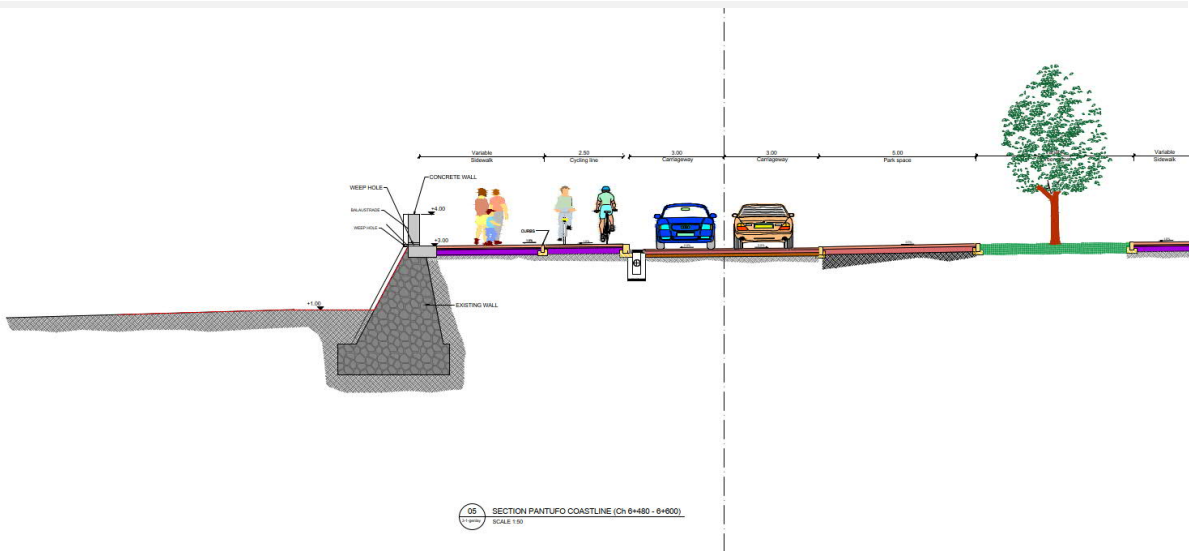 Variable
Sidewalk
2.50
Cycling line
3.00
Carriageway
3.00
Carriageway
5.00
Park space
Variable
Sidewalk
CONCRETE WALL
WEEP HOLE
BALAUSTRADE
+4.00
WEEP HOLE
CURBS
+3.00
+1.00
EXISTING WALL
05
SECTION PANTUFO COASTLINE (Ch 6+480 - 6+600)
SCALE 1:50